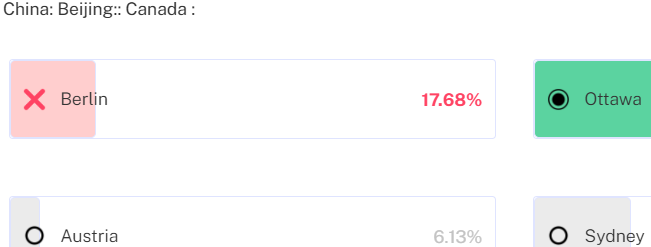 China: Beijing:: Canada :
Berlin 17.68% Ottawa
Austria 6.13% Sydney